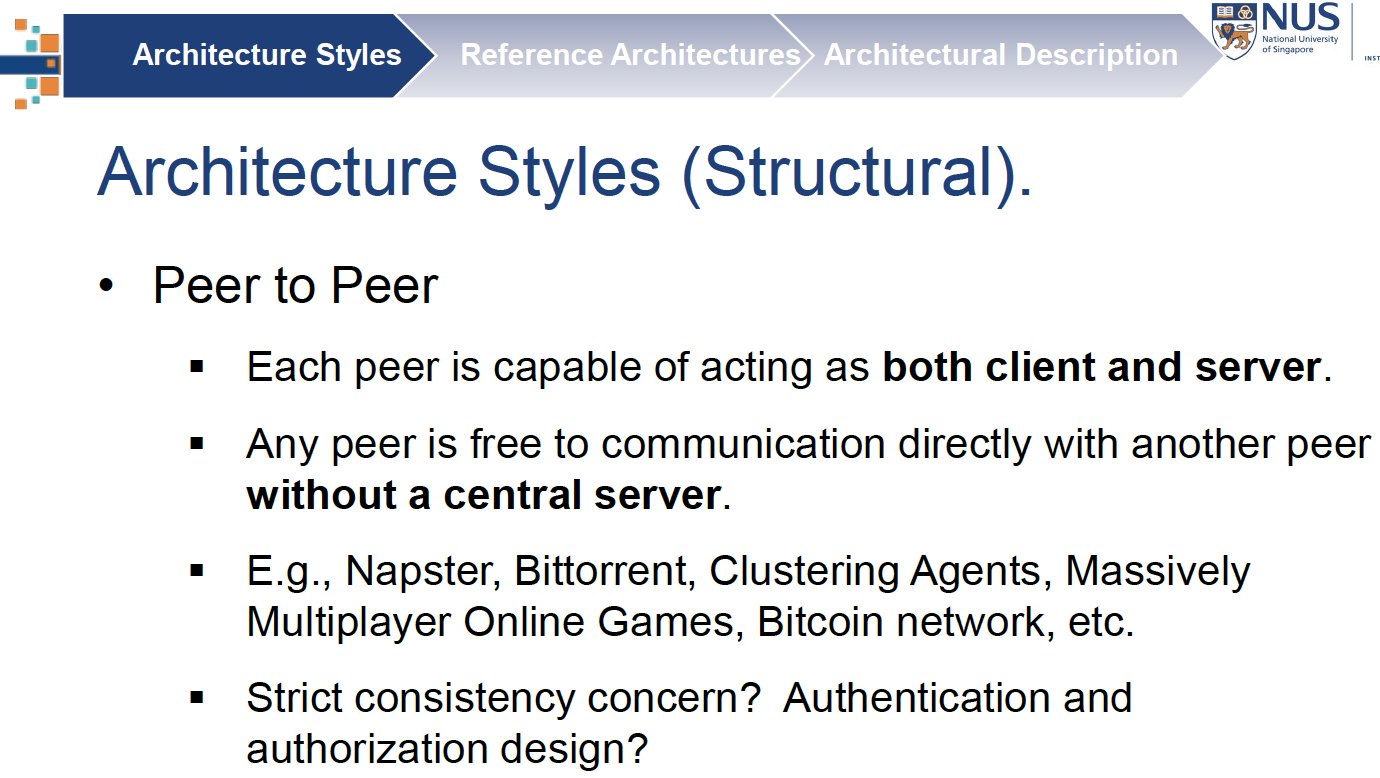 Architecture Styles
Reference Architectures
Architectural Description
NUS
National University
of Singapore
INST
Architecture Styles (Structural).
• Peer to Peer
▪ Each peer is capable of acting as both client and server.
▪ Any peer is free to communication directly with another peer
without a central server.
▪ E.g., Napster, Bittorrent, Clustering Agents, Massively
Multiplayer Online Games, Bitcoin network, etc.
▪ Strict consistency concern?  Authentication and
authorization design?